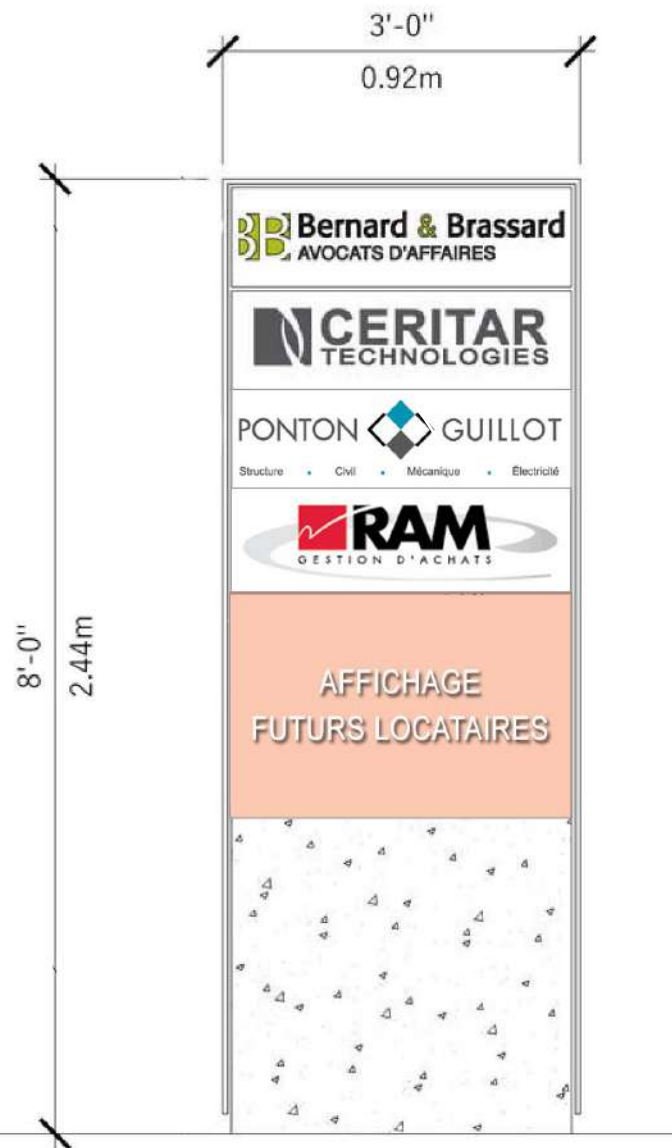 3'-0"
0.92m
8'-0"
2.44m
BB Bernard & Brassard
AVOCATS D'AFFAIRES
CERITAR
TECHNOLOGIES
PONTON GUILLOT
Structure • Civil • Mécanique • Électricité
RAM
GESTION D'ACHATS
AFFICHAGE
FUTURS LOCATAIRES